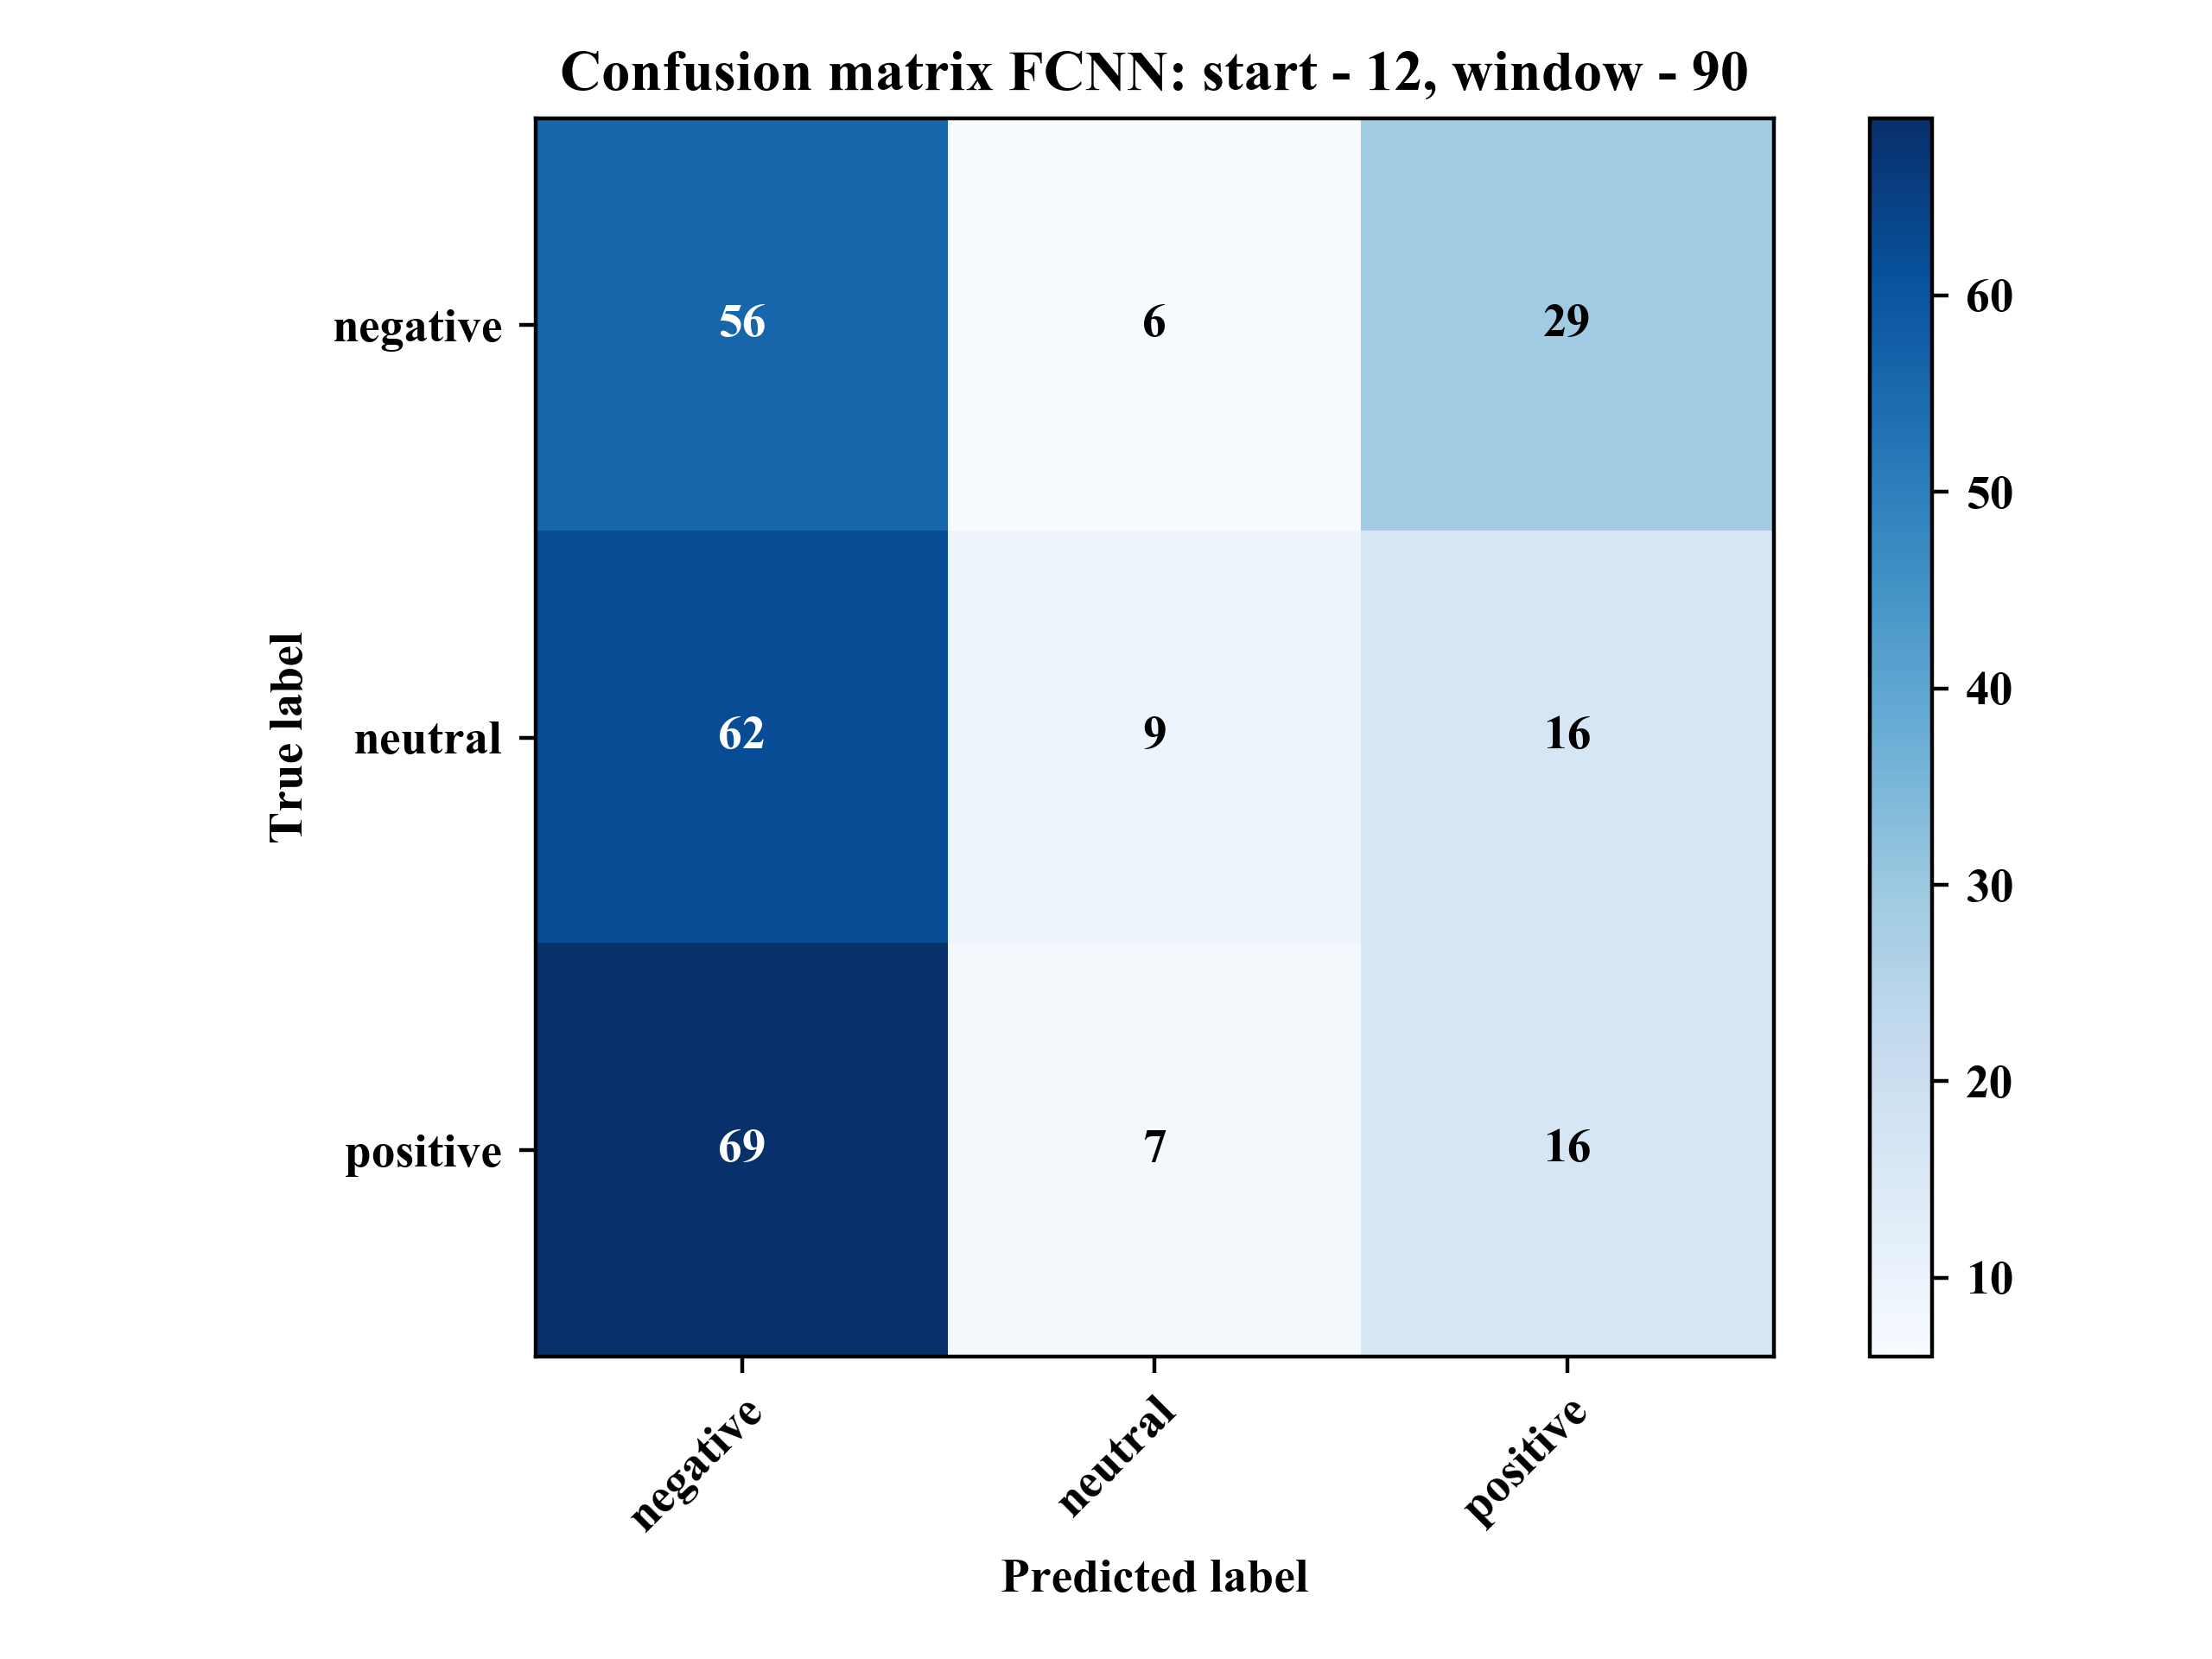 Confusion matrix FCNN: start - 12, window - 90
negative 56 6 29
neutral 62 9 16
positive 69 7 16
True label
negative neutral positive
Predicted label
60
50
40
30
20
10